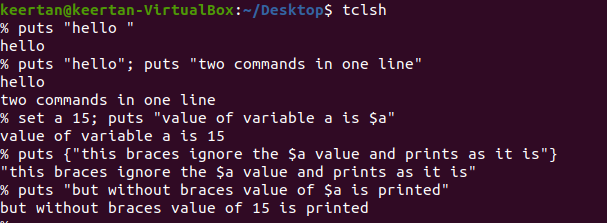 keertan@keertan-VirtualBox:~/Desktop$ tclsh
% puts "hello "
hello
% puts "hello"; puts "two commands in one line"
hello
two commands in one line
% set a 15; puts "value of variable a is $a"
value of variable a is 15
% puts {"this braces ignore the $a value and prints as it is"}
"this braces ignore the $a value and prints as it is"
% puts "but without braces value of $a is printed"
but without braces value of 15 is printed
%